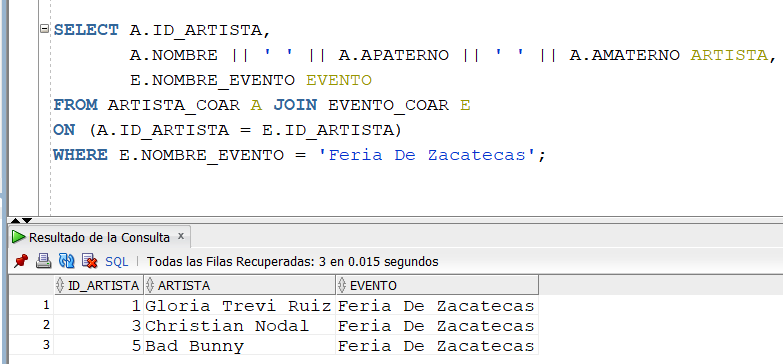 SELECT A.ID_ARTISTA,
A.NOMBRE || ' ' || A.APATERNO || ' ' || A.AMATERNO ARTISTA,
E.NOMBRE_EVENTO EVENTO
FROM ARTISTA_COAR A JOIN EVENTO_COAR E
ON (A.ID_ARTISTA = E.ID_ARTISTA)
WHERE E.NOMBRE_EVENTO = 'Feria De Zacatecas';
Resultado de la Consulta x
SQL | Todas las Filas Recuperadas: 3 en 0.015 segundos
ID_ARTISTA ARTISTA EVENTO
1 1 Gloria Trevi Ruiz Feria De Zacatecas
2 3 Christian Nodal Feria De Zacatecas
3 5 Bad Bunny Feria De Zacatecas